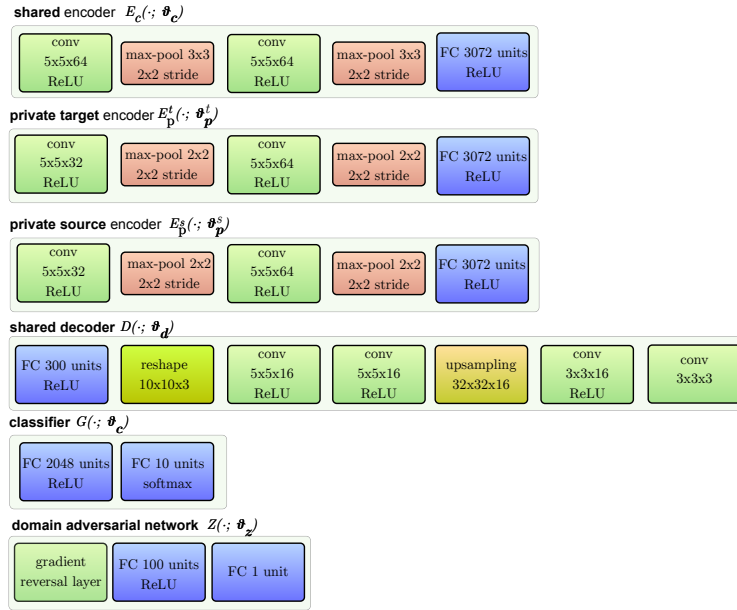 shared encoder E_c(·; ϑ_c)
conv
5x5x64
ReLU
max-pool 3x3
2x2 stride
conv
5x5x64
ReLU
max-pool 3x3
2x2 stride
FC 3072 units
ReLU
private target encoder E_p^t(·; ϑ_p^t)
conv
5x5x32
ReLU
max-pool 2x2
2x2 stride
conv
5x5x64
ReLU
max-pool 2x2
2x2 stride
FC 3072 units
ReLU
private source encoder E_p^s(·; ϑ_p^s)
conv
5x5x32
ReLU
max-pool 2x2
2x2 stride
conv
5x5x64
ReLU
max-pool 2x2
2x2 stride
FC 3072 units
ReLU
shared decoder D(·; ϑ_d)
FC 300 units
ReLU
reshape
10x10x3
conv
5x5x16
ReLU
conv
5x5x16
ReLU
upsampling
32x32x16
conv
3x3x16
ReLU
conv
3x3x3
classifier G(·; ϑ_c)
FC 2048 units
ReLU
FC 10 units
softmax
domain adversarial network Z(·; ϑ_z)
gradient
reversal layer
FC 100 units
ReLU
FC 1 unit